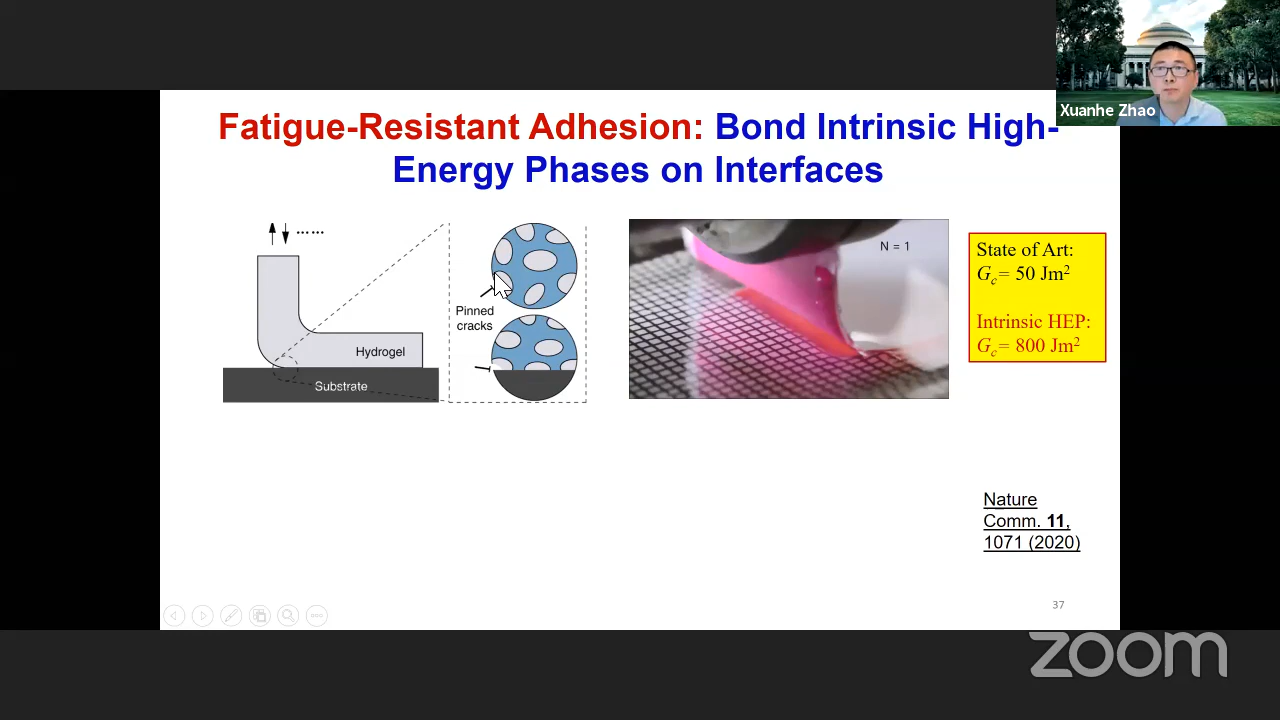 Xuanhe Zhao
Fatigue-Resistant Adhesion: Bond Intrinsic High-
Energy Phases on Interfaces
......
Pinned
cracks
Hydrogel
Substrate
N = 1
State of Art:
Gc= 50 Jm²
Intrinsic HEP:
Gc= 800 Jm²
Nature
Comm. 11,
1071 (2020)
37
zoom